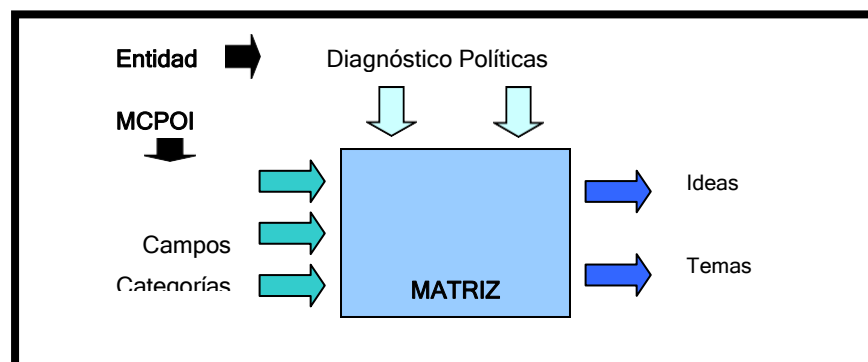 Entidad
Diagnóstico Políticas
MCPOI
Ideas
Campos
Categorías
Temas
MATRIZ